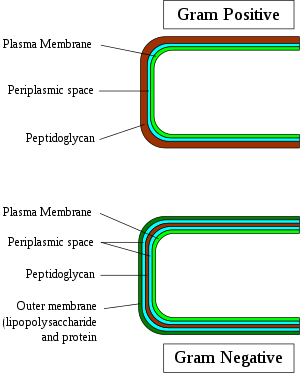 Gram Positive
Plasma Membrane
Periplasmic space
Peptidoglycan
Plasma Membrane
Periplasmic space
Peptidoglycan
Outer membrane
(lipopolysaccharide
and protein
Gram Negative